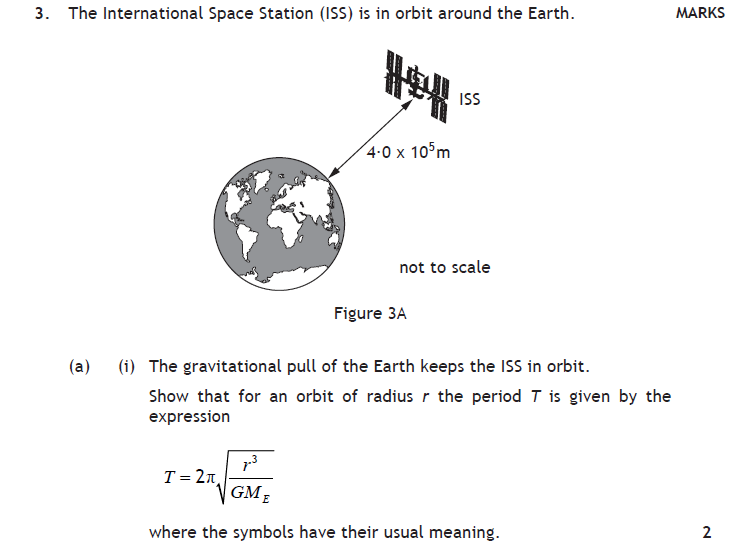 3. The International Space Station (ISS) is in orbit around the Earth. MARKS
ISS
4·0 x 10⁵m
not to scale
Figure 3A
(a) (i) The gravitational pull of the Earth keeps the ISS in orbit.
Show that for an orbit of radius r the period T is given by the
expression
T = 2π√(r³/GM_E)
where the symbols have their usual meaning. 2